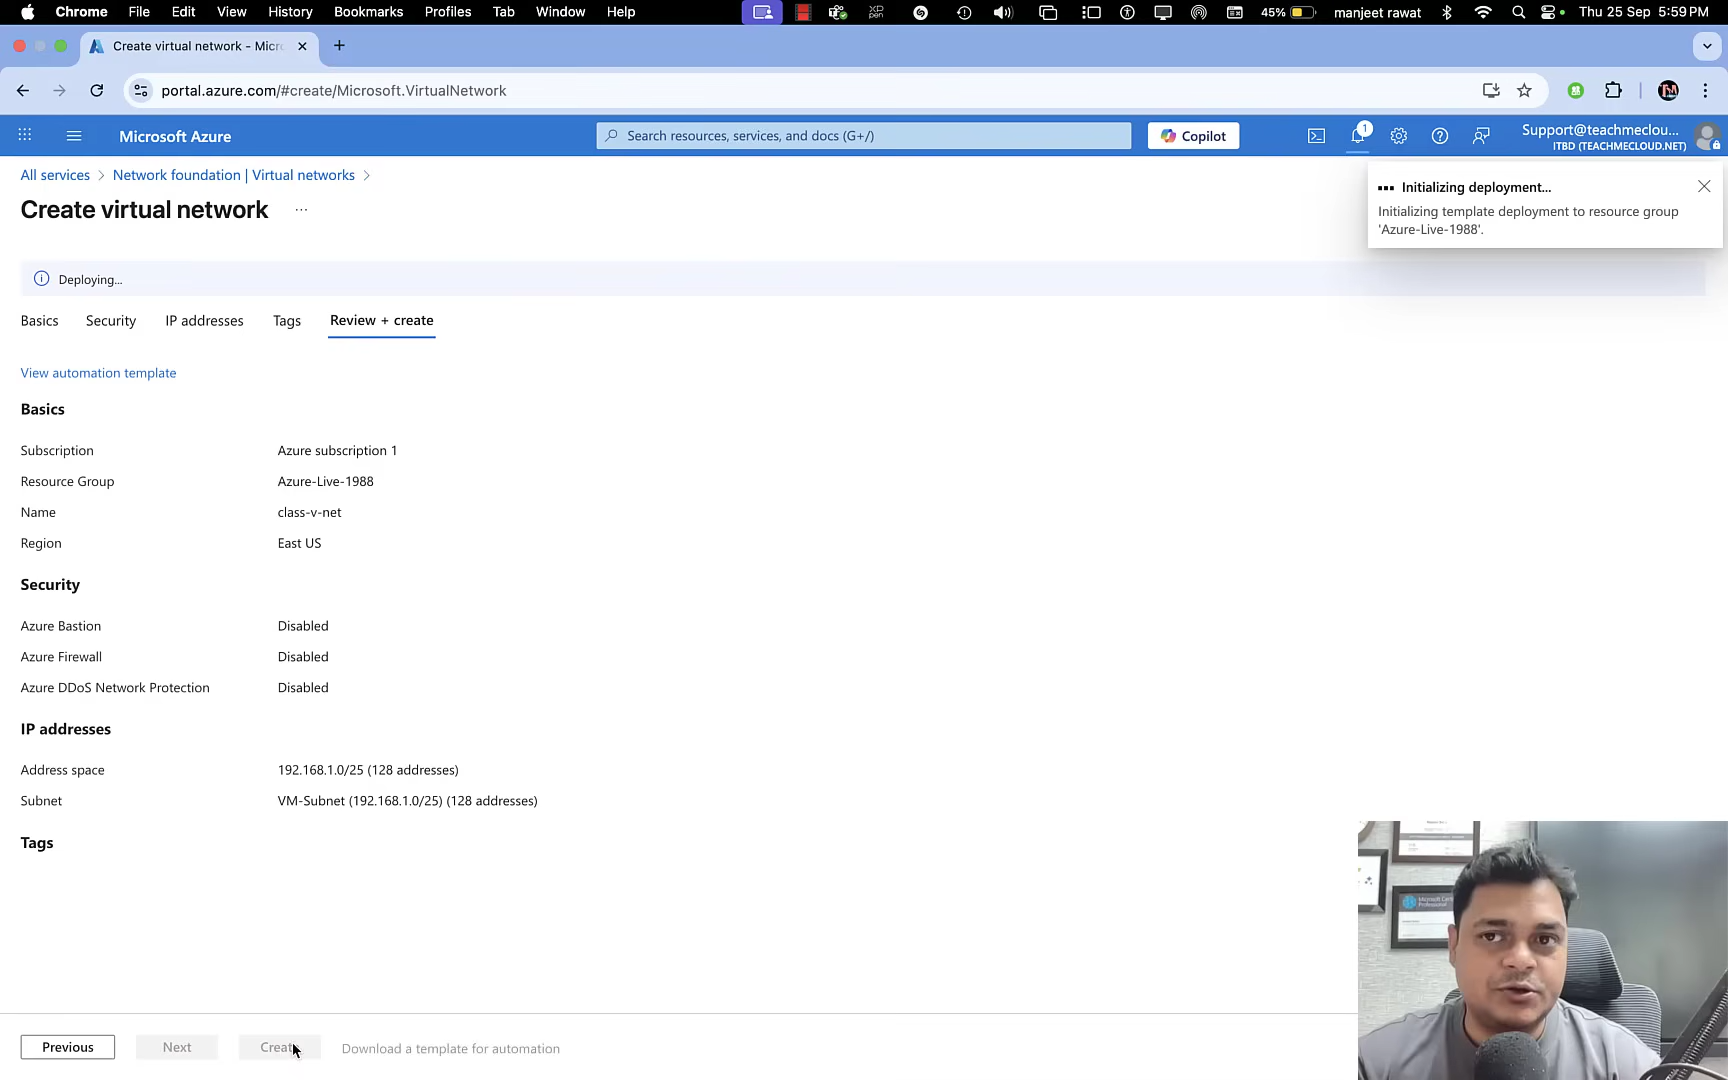 Chrome File Edit View History Bookmarks Profiles Tab Window Help
XP pen
45%
manjeet rawat
Thu 25 Sep 5:59 PM
Create virtual network - Micr
portal.azure.com/#create/Microsoft.VirtualNetwork
Microsoft Azure
Search resources, services, and docs (G+/)
Copilot
1
Support@teachmeclou...
ITBD (TEACHMECLOUD.NET)
All services > Network foundation | Virtual networks >
Create virtual network ...
Initializing deployment...
Initializing template deployment to resource group
'Azure-Live-1988'.
Deploying...
Basics Security IP addresses Tags Review + create
View automation template
Basics
Subscription Azure subscription 1
Resource Group Azure-Live-1988
Name class-v-net
Region East US
Security
Azure Bastion Disabled
Azure Firewall Disabled
Azure DDoS Network Protection Disabled
IP addresses
Address space 192.168.1.0/25 (128 addresses)
Subnet VM-Subnet (192.168.1.0/25) (128 addresses)
Tags
Previous Next Create Download a template for automation